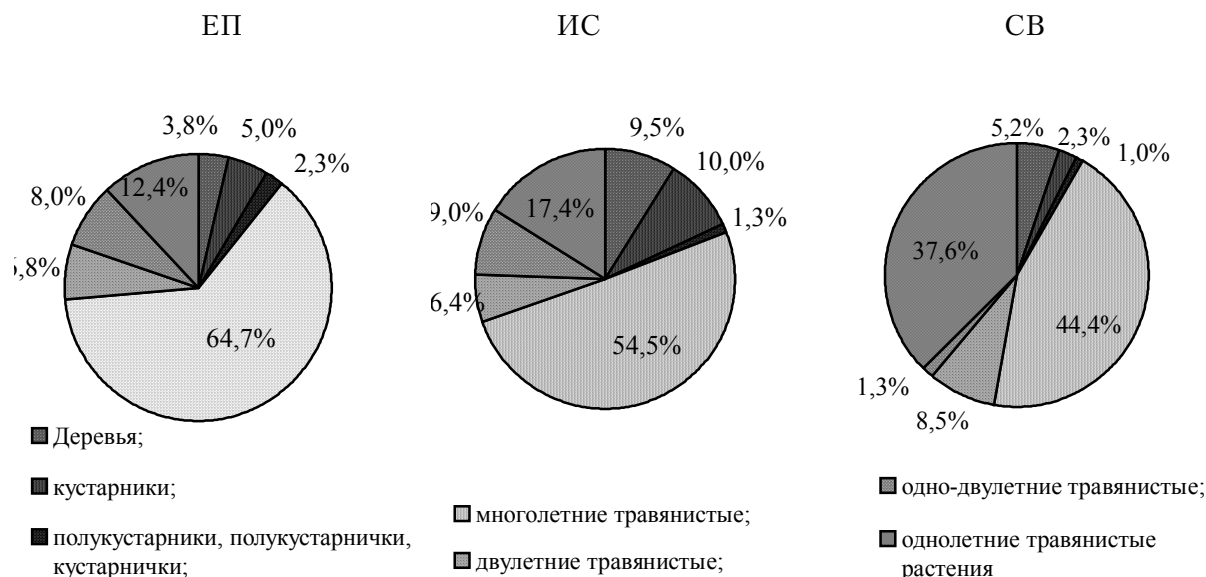 ЕП
ИС
СВ
3,8%
5,0%
2,3%
8,0%
12,4%
64,7%
9,5%
10,0%
1,3%
9,0%
17,4%
6,4%
54,5%
5,2%
2,3%
1,0%
37,6%
44,4%
1,3%
8,5%
Деревья;
кустарники;
полукустарники, полукустарнички,
кустарнички;
многолетние травянистые;
двулетние травянистые;
одно-двулетние травянистые;
однолетние травянистые
растения